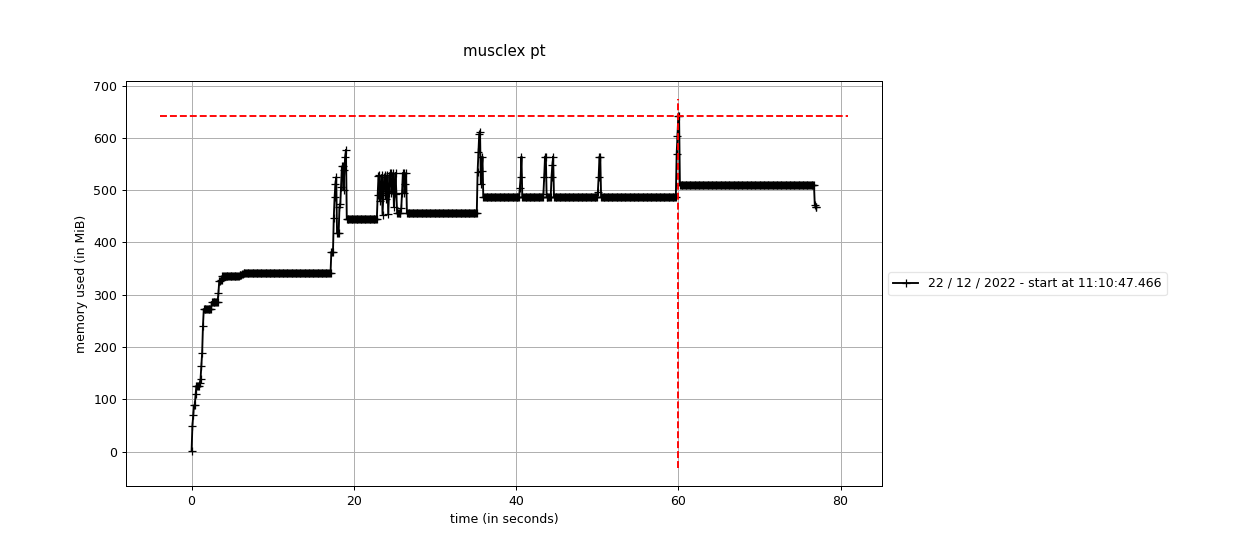 musclex pt
700
600
500
400
300
200
100
0
memory used (in MiB)
0 20 40 60 80
time (in seconds)
22 / 12 / 2022 - start at 11:10:47.466